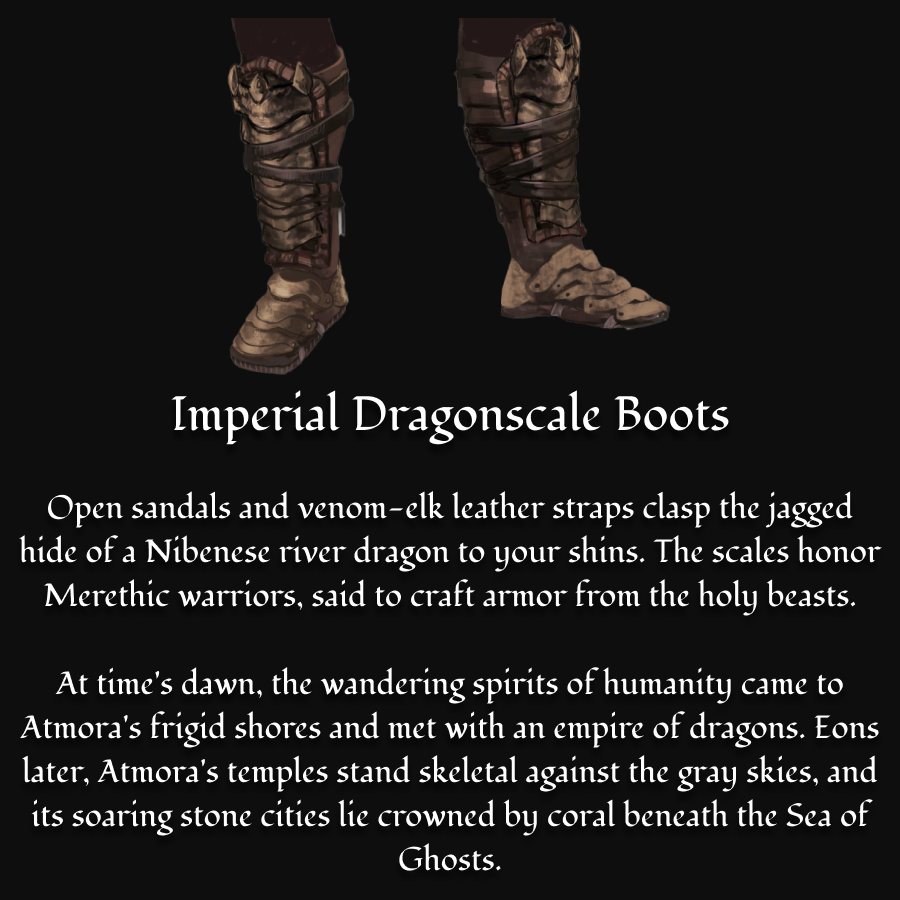 Imperial Dragonscale Boots
Open sandals and venom-elk leather straps clasp the jagged
hide of a Nibenese river dragon to your shins. The scales honor
Merethic warriors, said to craft armor from the holy beasts.
At time's dawn, the wandering spirits of humanity came to
Atmora's frigid shores and met with an empire of dragons. Eons
later, Atmora's temples stand skeletal against the gray skies, and
its soaring stone cities lie crowned by coral beneath the Sea of
Ghosts.